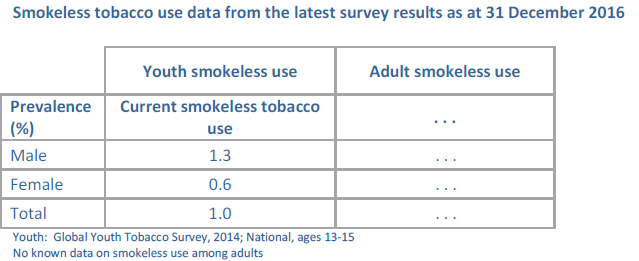 Smokeless tobacco use data from the latest survey results as at 31 December 2016
Youth smokeless use Adult smokeless use
Prevalence (%) Current smokeless tobacco use . . .
Male 1.3 . . .
Female 0.6 . . .
Total 1.0 . . .
Youth: Global Youth Tobacco Survey, 2014; National, ages 13-15
No known data on smokeless use among adults